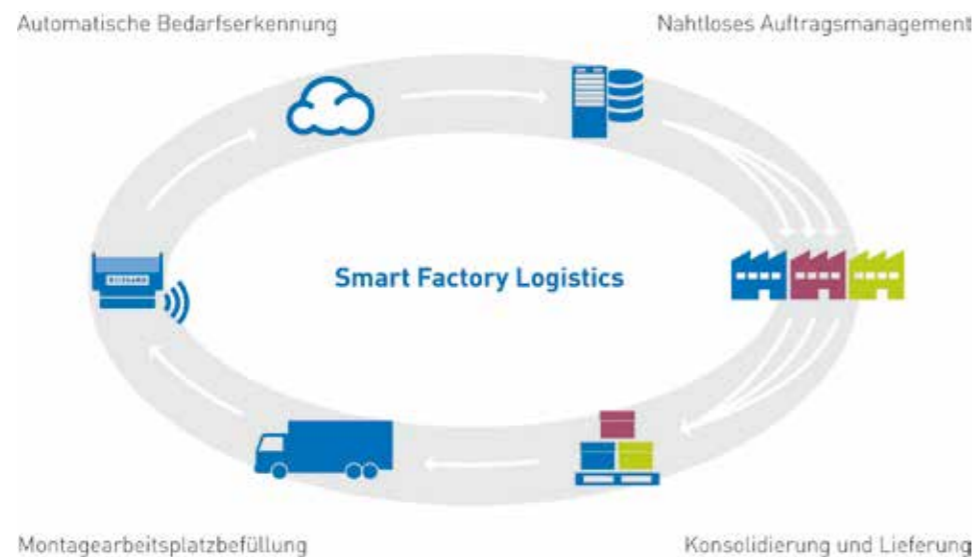 Automatische Bedarfserkennung
Nahtloses Auftragsmanagement
Smart Factory Logistics
Montagearbeitsplatzbefüllung
Konsolidierung und Lieferung